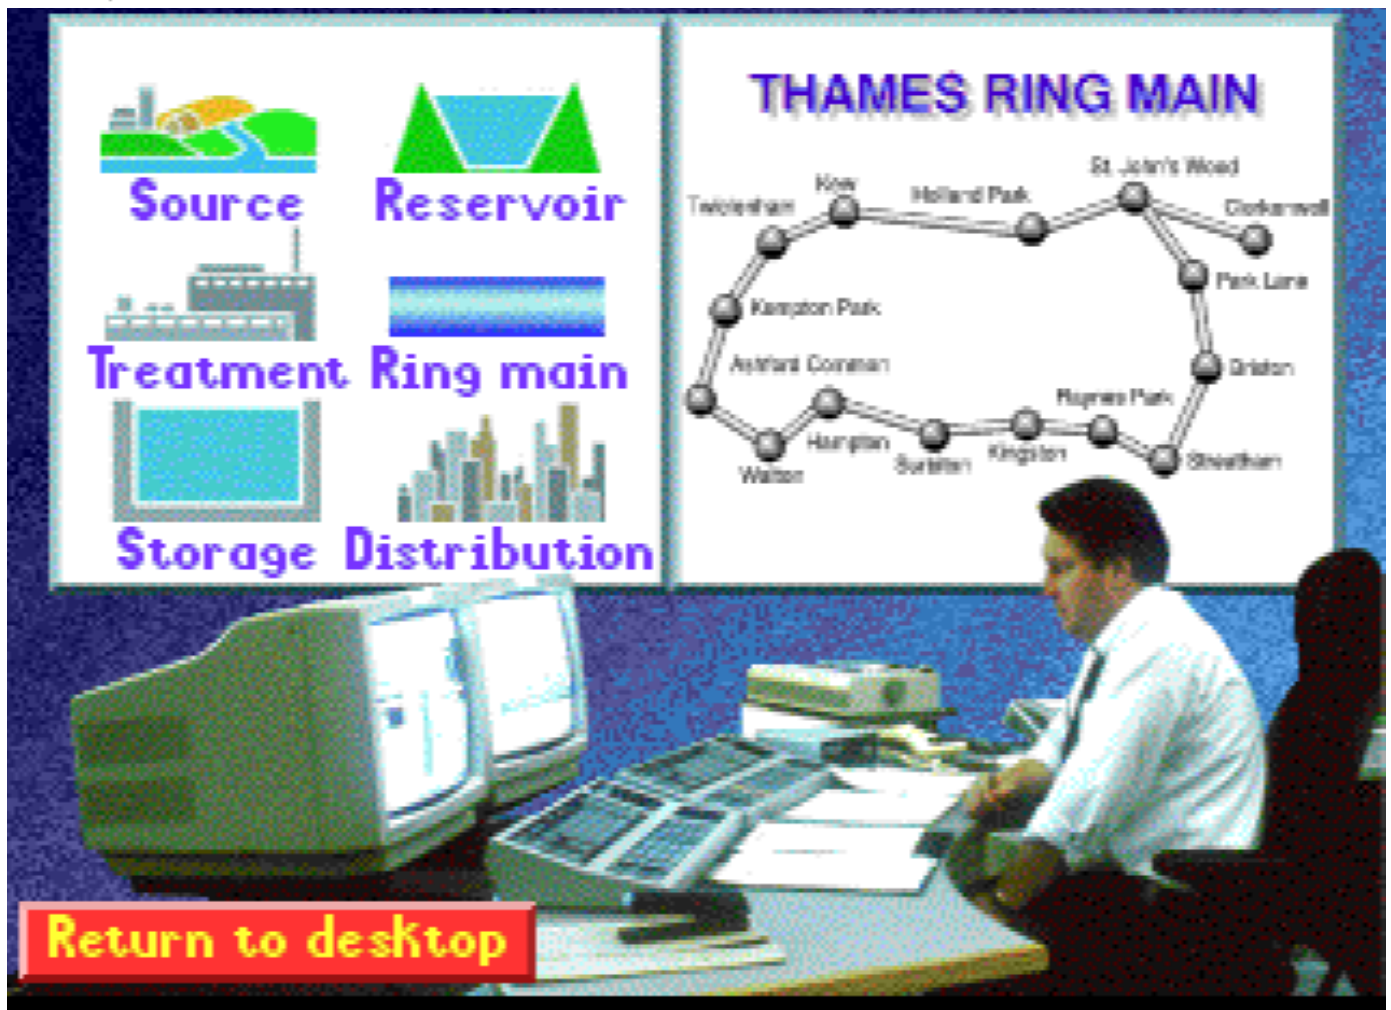 Source
Reservoir
Treatment
Ring main
Storage
Distribution
THAMES RING MAIN
St. John's Wood
Kew
Holland Park
Twickenham
Clerkenwell
Park Lane
Kempton Park
Ashford Common
Brixton
Raynes Park
Hampton
Kingston
Surbiton
Walton
Streatham
Return to desktop